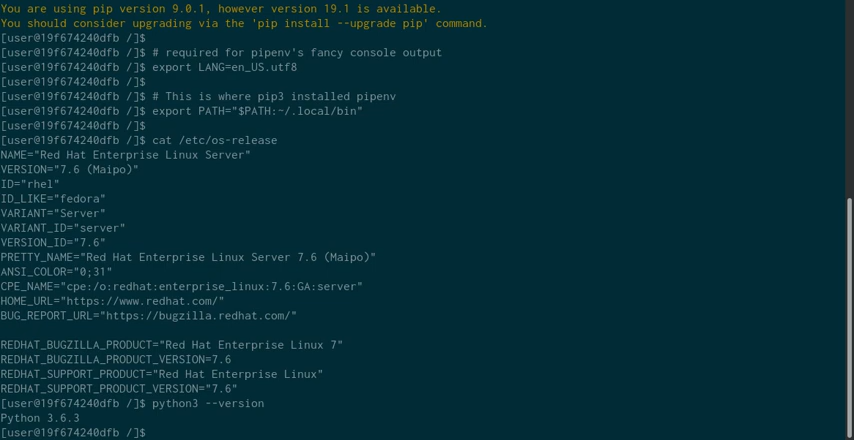 You are using pip version 9.0.1, however version 19.1 is available.
You should consider upgrading via the 'pip install --upgrade pip' command.
[user@19f674240dfb /]$
[user@19f674240dfb /]$ # required for pipenv's fancy console output
[user@19f674240dfb /]$ export LANG=en_US.utf8
[user@19f674240dfb /]$
[user@19f674240dfb /]$ # This is where pip3 installed pipenv
[user@19f674240dfb /]$ export PATH="$PATH:~/.local/bin"
[user@19f674240dfb /]$
[user@19f674240dfb /]$ cat /etc/os-release
NAME="Red Hat Enterprise Linux Server"
VERSION="7.6 (Maipo)"
ID="rhel"
ID_LIKE="fedora"
VARIANT="Server"
VARIANT_ID="server"
VERSION_ID="7.6"
PRETTY_NAME="Red Hat Enterprise Linux Server 7.6 (Maipo)"
ANSI_COLOR="0;31"
CPE_NAME="cpe:/o:redhat:enterprise_linux:7.6:GA:server"
HOME_URL="https://www.redhat.com/"
BUG_REPORT_URL="https://bugzilla.redhat.com/"
REDHAT_BUGZILLA_PRODUCT="Red Hat Enterprise Linux 7"
REDHAT_BUGZILLA_PRODUCT_VERSION=7.6
REDHAT_SUPPORT_PRODUCT="Red Hat Enterprise Linux"
REDHAT_SUPPORT_PRODUCT_VERSION="7.6"
[user@19f674240dfb /]$ python3 --version
Python 3.6.3
[user@19f674240dfb /]$